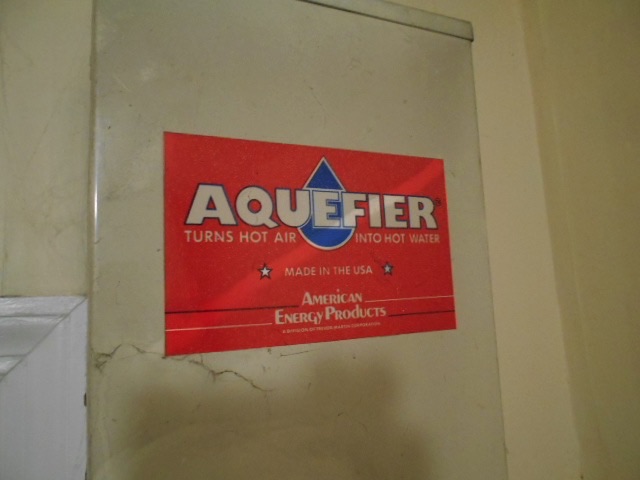 AQUEFIER®
TURNS HOT AIR INTO HOT WATER
MADE IN THE USA
AMERICAN
ENERGY PRODUCTS